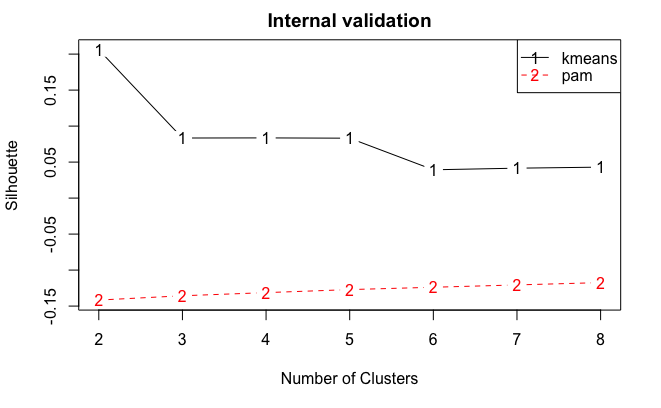 Internal validation
1 kmeans
2 pam
Silhouette
0.15
0.05
-0.05
-0.15
1 1 1 1 1 1 1
2 2 2 2 2 2 2
2 3 4 5 6 7 8
Number of Clusters